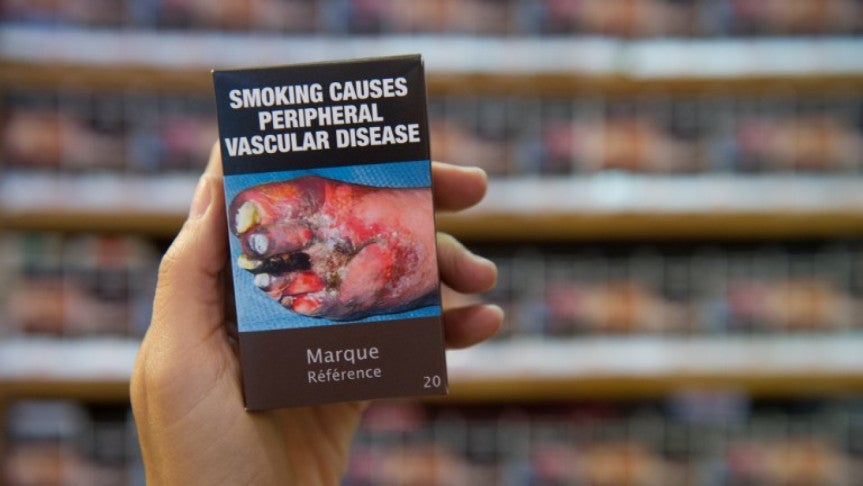 SMOKING CAUSES
PERIPHERAL
VASCULAR DISEASE
Marque
Référence
20